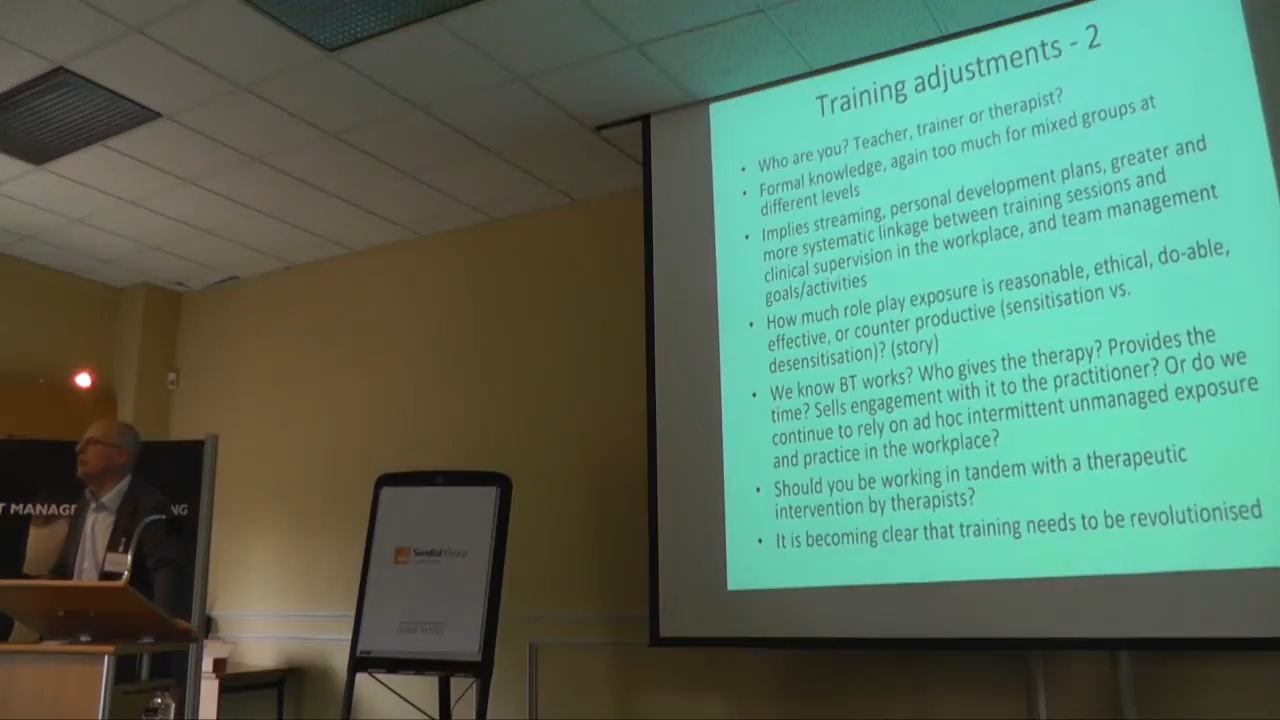 Training adjustments - 2
• Who are you? Teacher, trainer or therapist?
• Formal knowledge, again too much for mixed groups at
different levels
• Implies streaming, personal development plans, greater and
more systematic linkage between training sessions and
clinical supervision in the workplace, and team management
goals/activities
• How much role play exposure is reasonable, ethical, do-able,
effective, or counter productive (sensitisation vs.
desensitisation)? (story)
• We know BT works? Who gives the therapy? Provides the
time? Sells engagement with it to the practitioner? Or do we
continue to rely on ad hoc intermittent unmanaged exposure
and practice in the workplace?
• Should you be working in tandem with a therapeutic
intervention by therapists?
• It is becoming clear that training needs to be revolutionised
T MANAG NG
Sundial Group